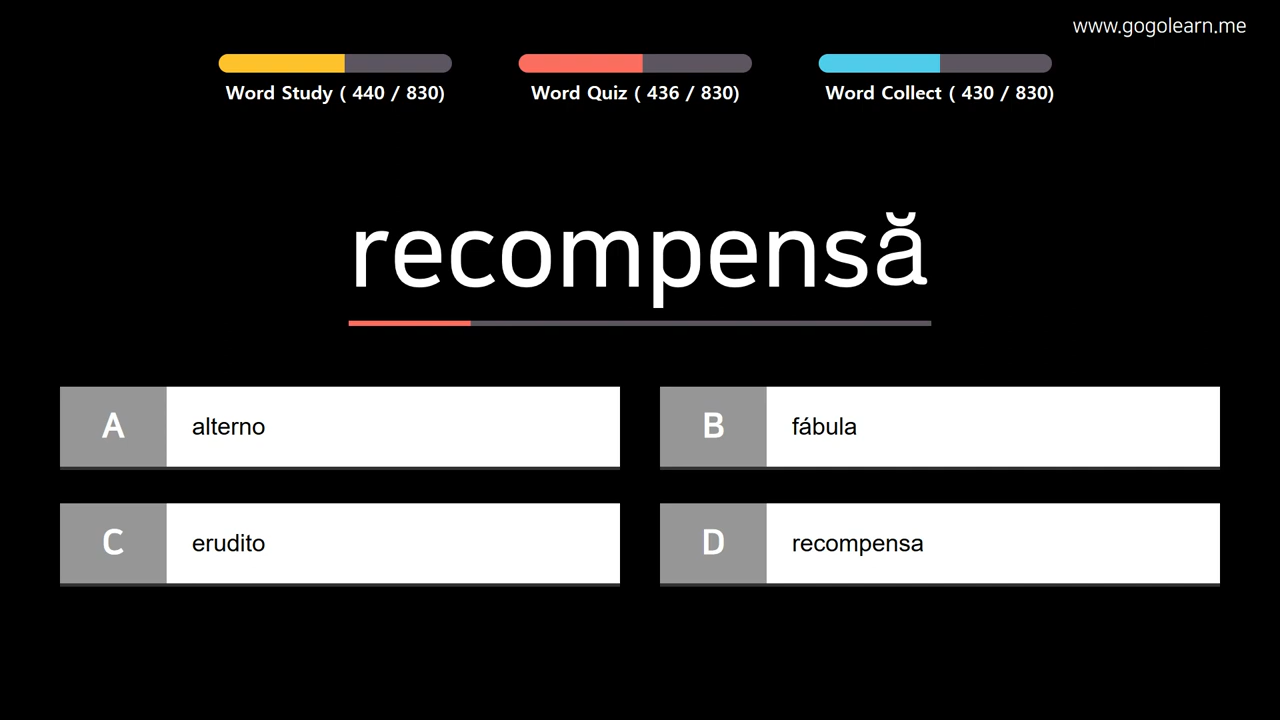 www.gogolearn.me
Word Study ( 440 / 830)
Word Quiz ( 436 / 830)
Word Collect ( 430 / 830)
recompensă
A
alterno
B
fábula
C
erudito
D
recompensa